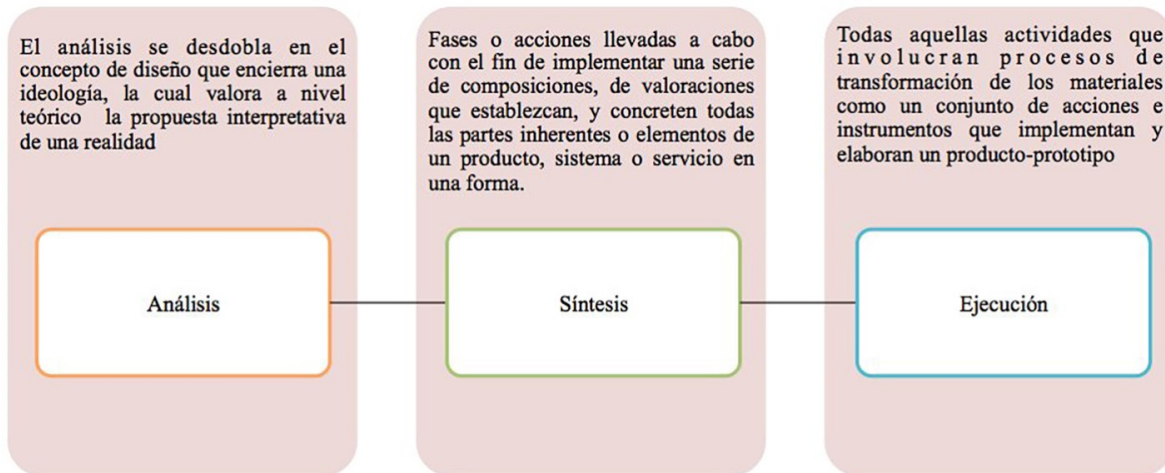 El análisis se desdobla en el
concepto de diseño que encierra una
ideología, la cual valora a nivel
teórico la propuesta interpretativa
de una realidad
Análisis
Fases o acciones llevadas a cabo
con el fin de implementar una serie
de composiciones, de valoraciones
que establezcan, y concreten todas
las partes inherentes o elementos de
un producto, sistema o servicio en
una forma.
Síntesis
Todas aquellas actividades que
involucran procesos de
transformación de los materiales
como un conjunto de acciones e
instrumentos que implementan y
elaboran un producto-prototipo
Ejecución